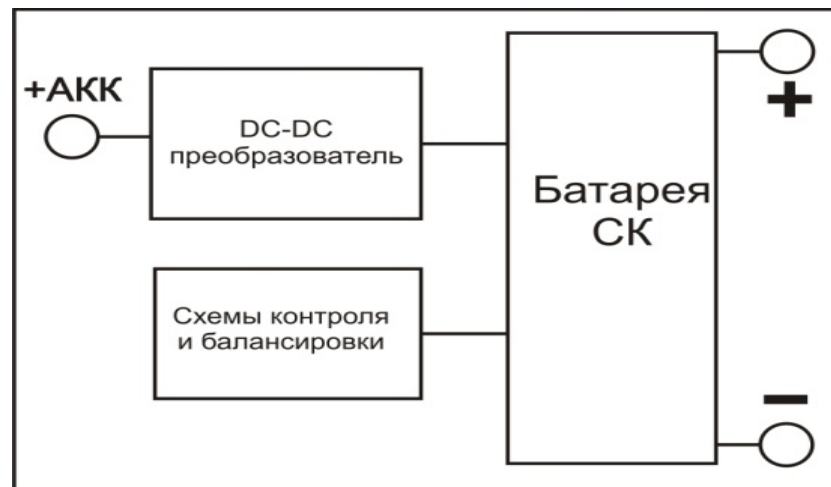 +АКК
DC-DC
преобразователь
Схемы контроля
и балансировки
Батарея
СК
+
−